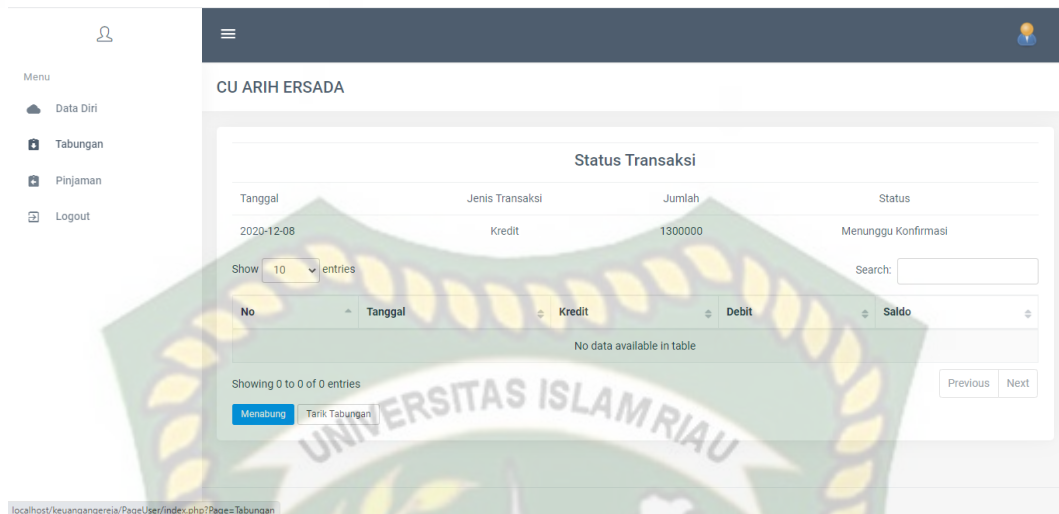 Menu
Data Diri
Tabungan
Pinjaman
Logout
CU ARIH ERSADA
Status Transaksi
Tanggal Jenis Transaksi Jumlah Status
2020-12-08 Kredit 1300000 Menunggu Konfirmasi
Show 10 entries Search:
No Tanggal Kredit Debit Saldo
No data available in table
Showing 0 to 0 of 0 entries Previous Next
Menabung Tarik Tabungan
UNIVERSITAS ISLAM RIAU
localhost/keuangangereja/PageUser/index.php?Page=Tabungan